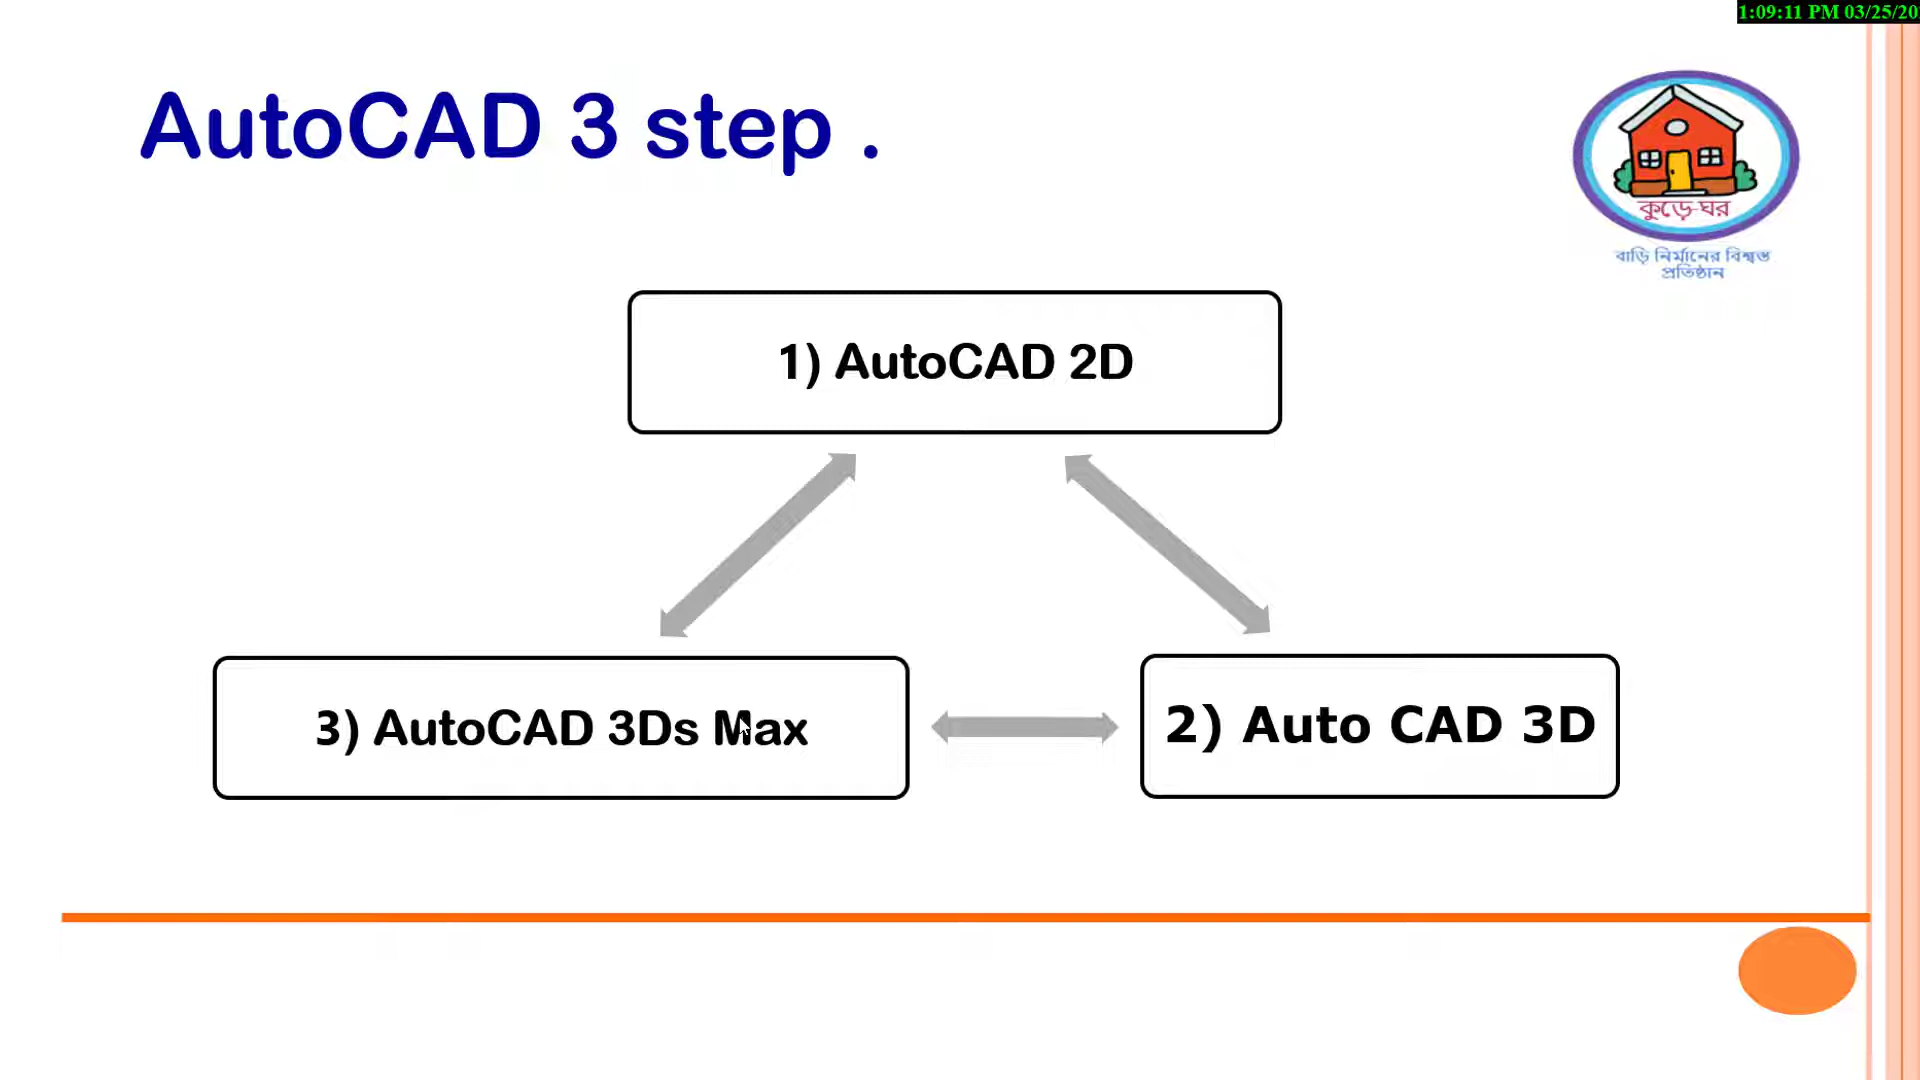 1:09:11 PM 03/25/20
AutoCAD 3 step .
কুড়ে-ঘর
বাড়ি নির্মানের বিশ্বস্ত
প্রতিষ্ঠান
1) AutoCAD 2D
3) AutoCAD 3Ds Max
2) Auto CAD 3D